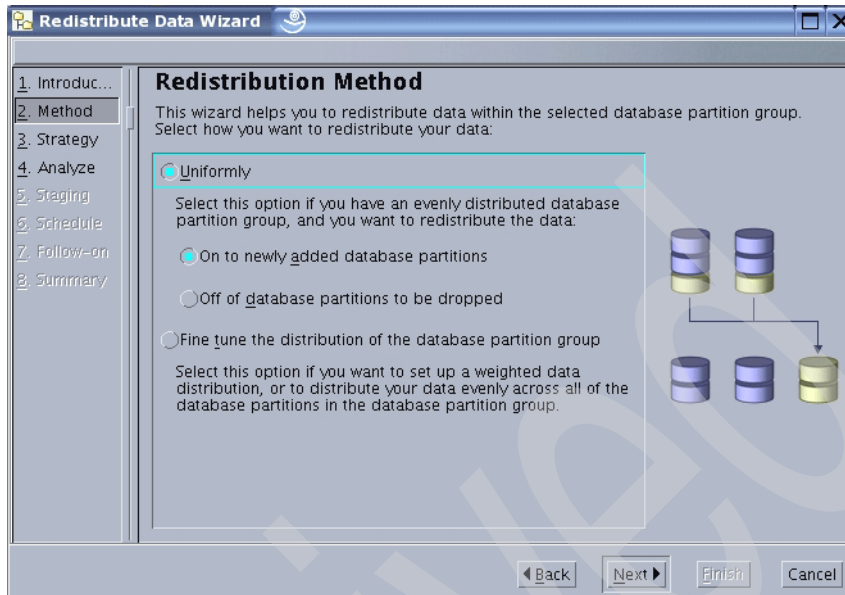 Redistribute Data Wizard
1. Introduc...
2. Method
3. Strategy
4. Analyze
5. Staging
6. Schedule
7. Follow-on
8. Summary
Redistribution Method
This wizard helps you to redistribute data within the selected database partition group.
Select how you want to redistribute your data:
Uniformly
Select this option if you have an evenly distributed database
partition group, and you want to redistribute the data:
On to newly added database partitions
Off of database partitions to be dropped
Fine tune the distribution of the database partition group
Select this option if you want to set up a weighted data
distribution, or to distribute your data evenly across all of the
database partitions in the database partition group.
Back
Next
Finish
Cancel